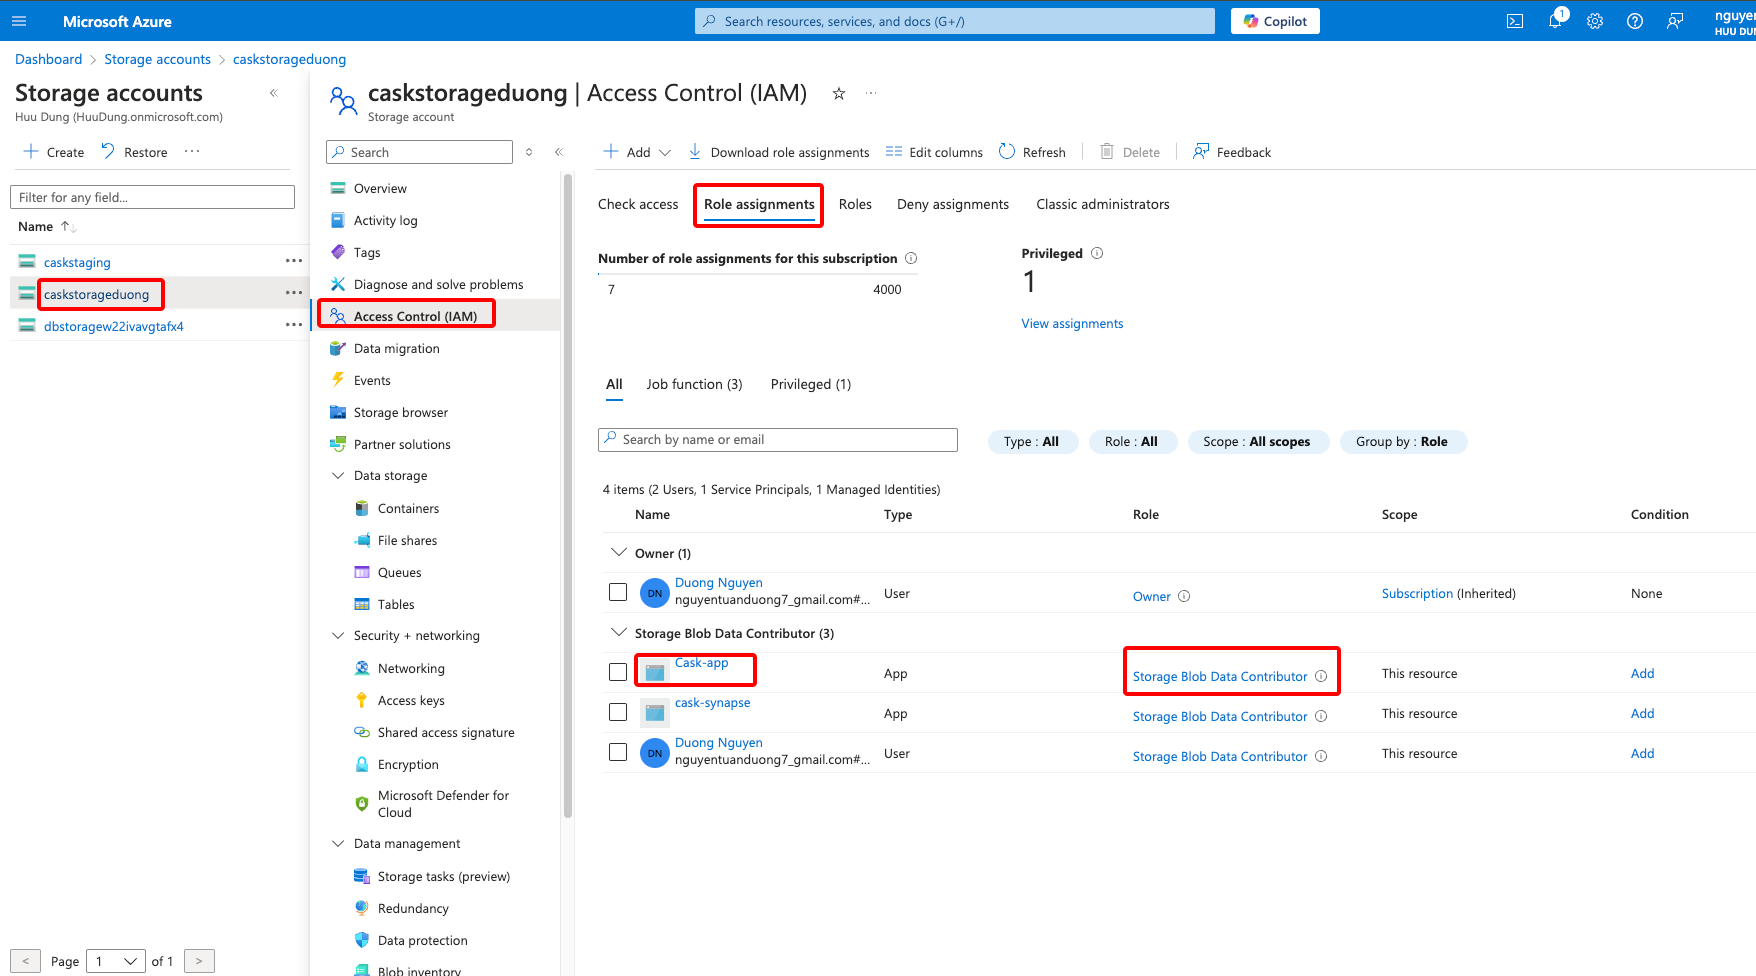 Microsoft Azure
Search resources, services, and docs (G+/)
Copilot
1
nguyen
HUU DUN
Dashboard > Storage accounts > caskstorageduong
Storage accounts
Huu Dung (HuuDung.onmicrosoft.com)
Create
Restore
Filter for any field...
Name
caskstaging
caskstorageduong
dbstoragew22ivavgtafx4
< Page 1 of 1 >
caskstorageduong | Access Control (IAM)
Storage account
Search
Overview
Activity log
Tags
Diagnose and solve problems
Access Control (IAM)
Data migration
Events
Storage browser
Partner solutions
Data storage
Containers
File shares
Queues
Tables
Security + networking
Networking
Access keys
Shared access signature
Encryption
Microsoft Defender for
Cloud
Data management
Storage tasks (preview)
Redundancy
Data protection
Blob inventory
Add
Download role assignments
Edit columns
Refresh
Delete
Feedback
Check access
Role assignments
Roles
Deny assignments
Classic administrators
Number of role assignments for this subscription
7 4000
Privileged
1
View assignments
All Job function (3) Privileged (1)
Search by name or email
Type : All
Role : All
Scope : All scopes
Group by : Role
4 items (2 Users, 1 Service Principals, 1 Managed Identities)
Name Type Role Scope Condition
Owner (1)
DN Duong Nguyen
nguyentuanduong7_gmail.com#... User Owner Subscription (Inherited) None
Storage Blob Data Contributor (3)
Cask-app App Storage Blob Data Contributor This resource Add
cask-synapse App Storage Blob Data Contributor This resource Add
DN Duong Nguyen
nguyentuanduong7_gmail.com#... User Storage Blob Data Contributor This resource Add